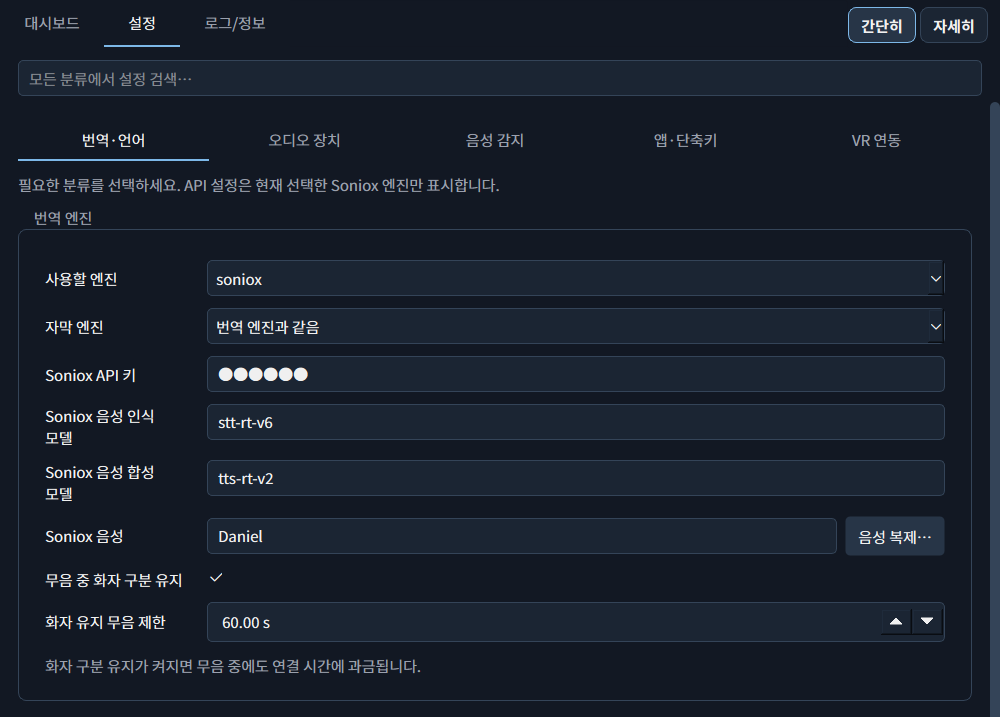 대시보드
설정
로그/정보
간단히
자세히
모든 분류에서 설정 검색…
번역·언어
오디오 장치
음성 감지
앱·단축키
VR 연동
필요한 분류를 선택하세요. API 설정은 현재 선택한 Soniox 엔진만 표시합니다.
번역 엔진
사용할 엔진
soniox
자막 엔진
번역 엔진과 같음
Soniox API 키
●●●●●●
Soniox 음성 인식
모델
stt-rt-v6
Soniox 음성 합성
모델
tts-rt-v2
Soniox 음성
Daniel
음성 복제…
무음 중 화자 구분 유지
화자 유지 무음 제한
60.00 s
화자 구분 유지가 켜지면 무음 중에도 연결 시간에 과금됩니다.